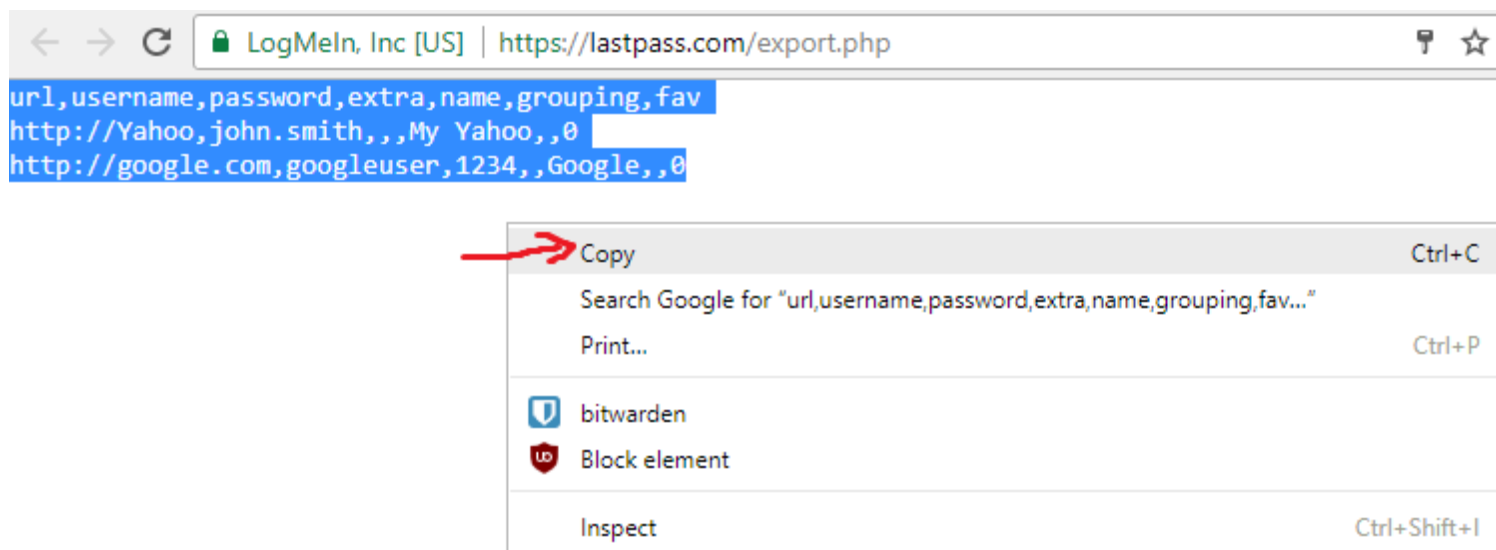 LogMeIn, Inc [US] | https://lastpass.com/export.php
url,username,password,extra,name,grouping,fav
http://Yahoo,john.smith,,,My Yahoo,,0
http://google.com,googleuser,1234,,Google,,0
Copy Ctrl+C
Search Google for “url,username,password,extra,name,grouping,fav...”
Print... Ctrl+P
bitwarden
Block element
Inspect Ctrl+Shift+I